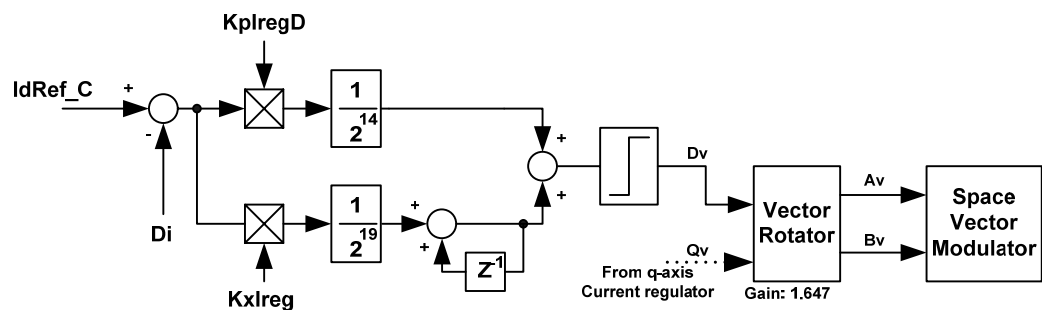 KpIregD
IdRef_C
+
-
1
2^14
+
+
Di
KxIreg
1
2^19
+
+
Z^-1
Dv
Qv
From q-axis
Current regulator
Vector
Rotator
Gain: 1.647
Av
Bv
Space
Vector
Modulator